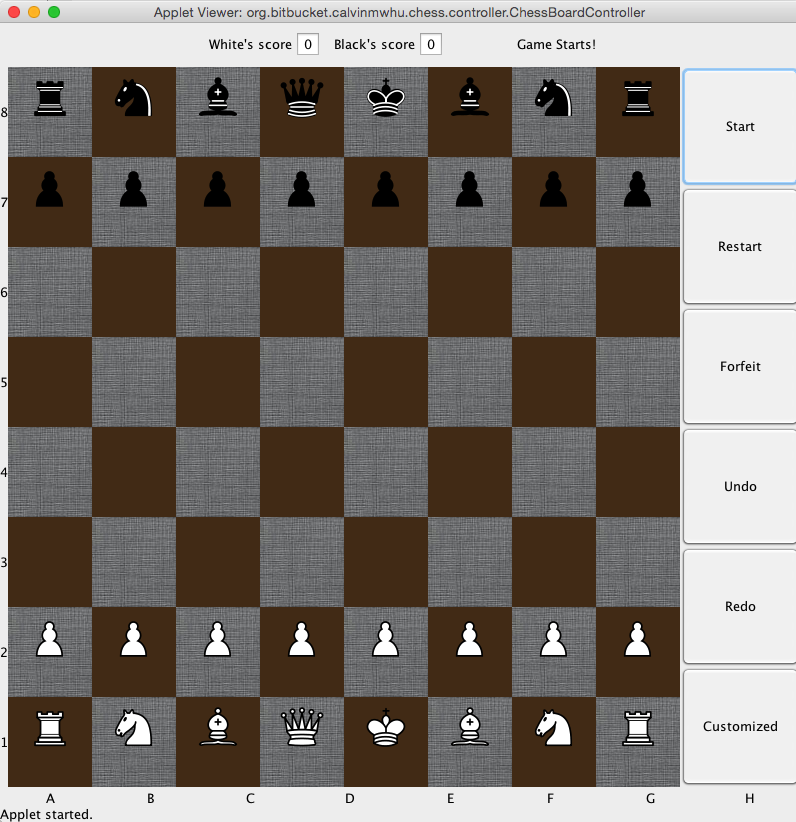 Applet Viewer: org.bitbucket.calvinmwhu.chess.controller.ChessBoardController
White's score 0 Black's score 0 Game Starts!
8
Start
7
Restart
6
Forfeit
5
4
Undo
3
Redo
2
1
Customized
A B C D E F G H
Applet started.